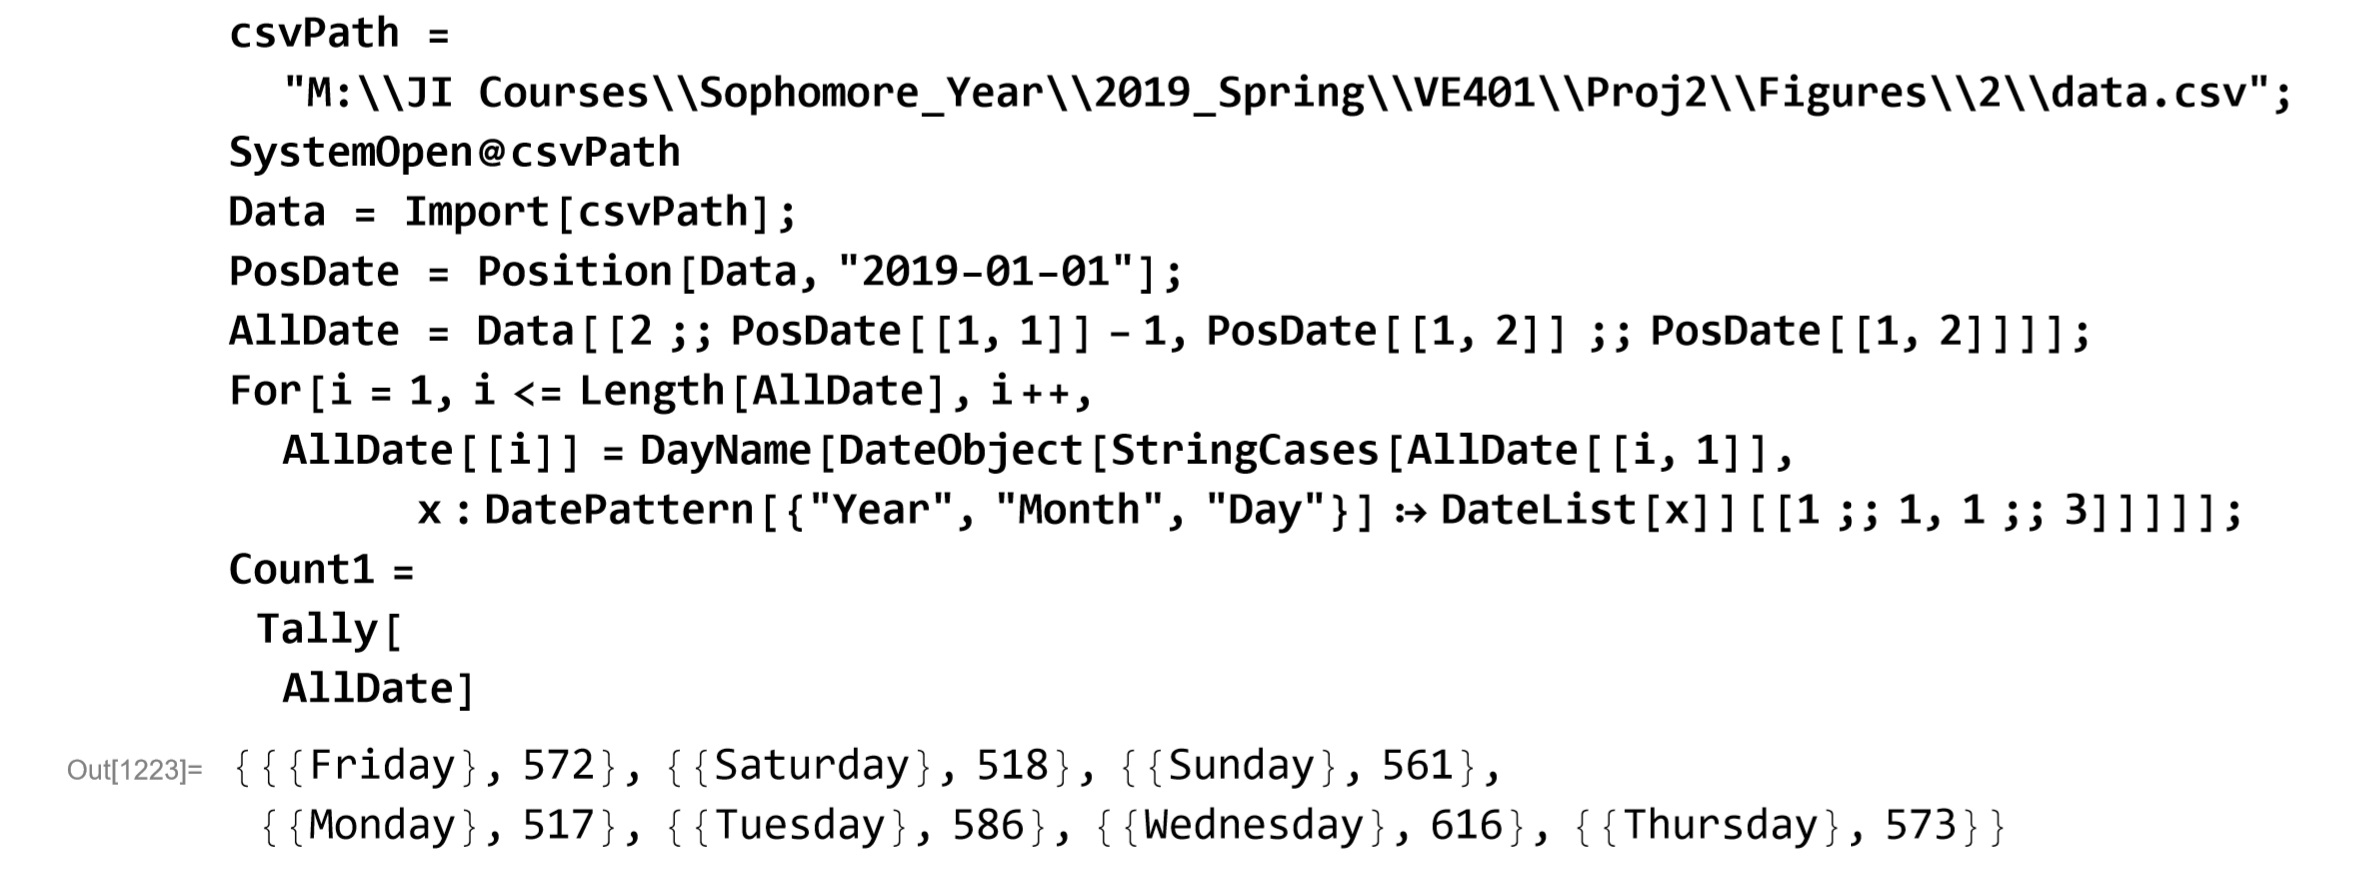 csvPath =
"M:\\JI Courses\\Sophomore_Year\\2019_Spring\\VE401\\Proj2\\Figures\\2\\data.csv";
SystemOpen@csvPath
Data = Import[csvPath];
PosDate = Position[Data, "2019-01-01"];
AllDate = Data[[2 ;; PosDate[[1, 1]] - 1, PosDate[[1, 2]] ;; PosDate[[1, 2]]]];
For[i = 1, i <= Length[AllDate], i++,
AllDate[[i]] = DayName[DateObject[StringCases[AllDate[[i, 1]],
x : DatePattern[{"Year", "Month", "Day"}] :→ DateList[x]][[1 ;; 1, 1 ;; 3]]]]];
Count1 =
Tally[
AllDate]
Out[1223]= {{{Friday}, 572}, {{Saturday}, 518}, {{Sunday}, 561},
{{Monday}, 517}, {{Tuesday}, 586}, {{Wednesday}, 616}, {{Thursday}, 573}}